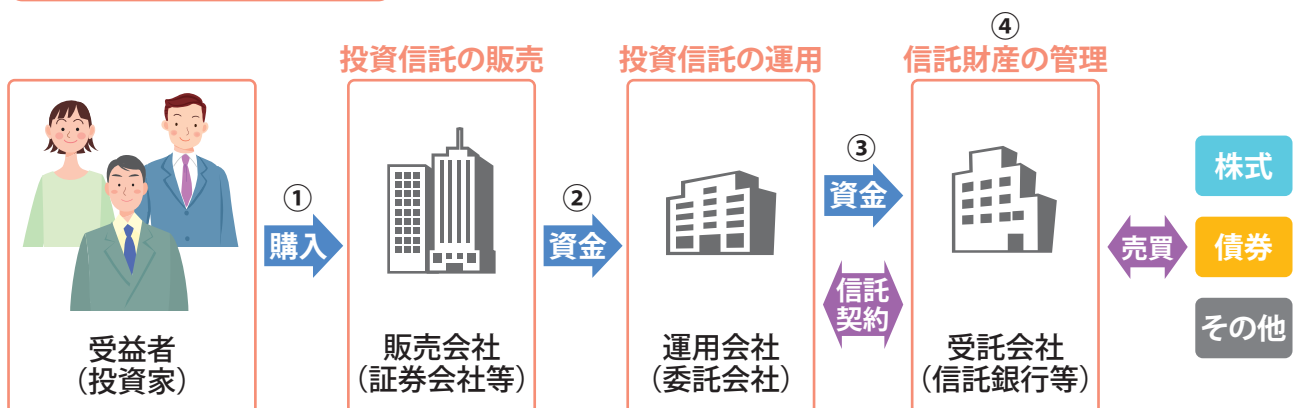 ④
投資信託の販売
投資信託の運用
信託財産の管理
①
購入
②
資金
③
資金
信託
契約
売買
株式
債券
その他
受益者
（投資家）
販売会社
（証券会社等）
運用会社
（委託会社）
受託会社
（信託銀行等）